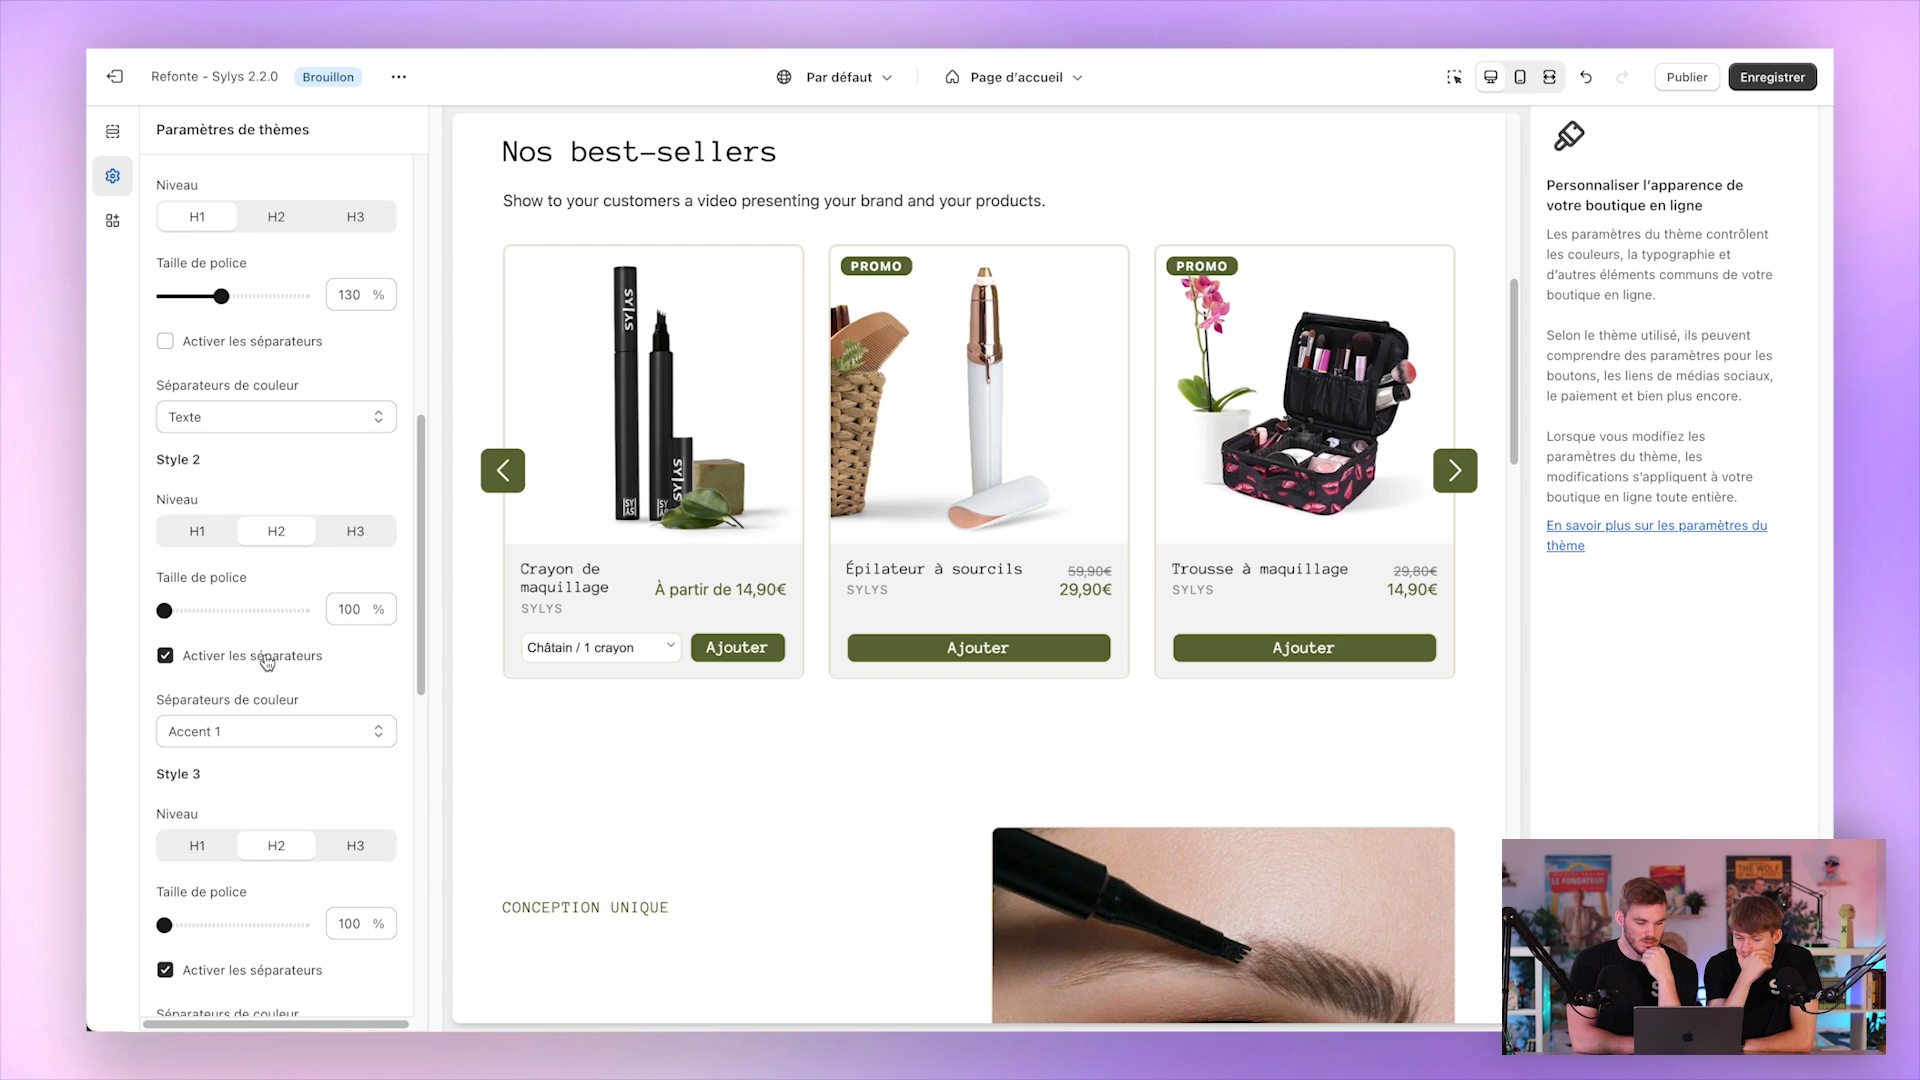 Refonte - Sylys 2.2.0
Brouillon
Par défaut
Page d'accueil
Publier
Enregistrer
Paramètres de thèmes
Niveau
H1
H2
H3
Taille de police
130 %
Activer les séparateurs
Séparateurs de couleur
Texte
Style 2
Niveau
H1
H2
H3
Taille de police
100 %
Activer les séparateurs
Séparateurs de couleur
Accent 1
Style 3
Niveau
H1
H2
H3
Taille de police
100 %
Activer les séparateurs
Séparateurs de couleur
Nos best-sellers
Show to your customers a video presenting your brand and your products.
SYLYS
SYLYS
Crayon de
maquillage
SYLYS
À partir de 14,90€
Châtain / 1 crayon
Ajouter
PROMO
Épilateur à sourcils
SYLYS
59,90€
29,90€
Ajouter
PROMO
Trousse à maquillage
SYLYS
29,80€
14,90€
Ajouter
CONCEPTION UNIQUE
Personnaliser l'apparence de
votre boutique en ligne
Les paramètres du thème contrôlent
les couleurs, la typographie et
d'autres éléments communs de votre
boutique en ligne.
Selon le thème utilisé, ils peuvent
comprendre des paramètres pour les
boutons, les liens de médias sociaux,
le paiement et bien plus encore.
Lorsque vous modifiez les
paramètres du thème, les
modifications s'appliquent à votre
boutique en ligne toute entière.
En savoir plus sur les paramètres du
thème
LE FONDATEUR
THE WOLF